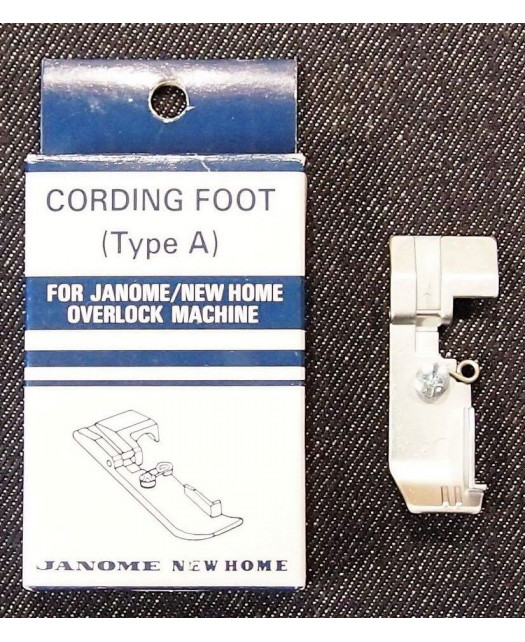 CORDING FOOT
(Type A)
FOR JANOME/NEW HOME
OVERLOCK MACHINE
JANOME NEW HOME